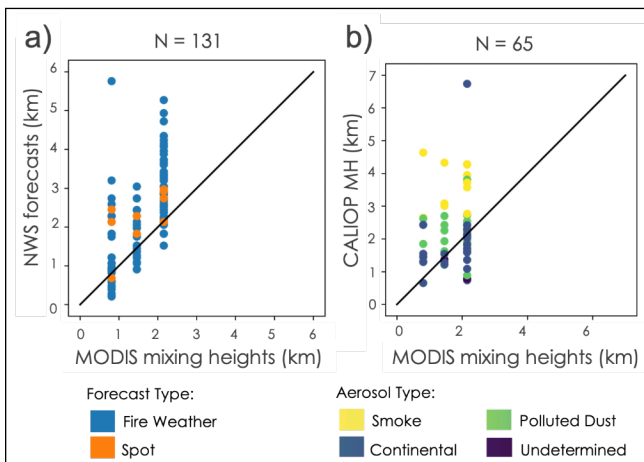 a)
N = 131
NWS forecasts (km)
6
5
4
3
2
1
0
0 1 2 3 4 5 6
MODIS mixing heights (km)
b)
N = 65
CALIOP MH (km)
7
6
5
4
3
2
1
0
0 2 4 6
MODIS mixing heights (km)
Forecast Type:
Fire Weather
Spot
Aerosol Type:
Smoke
Polluted Dust
Continental
Undetermined